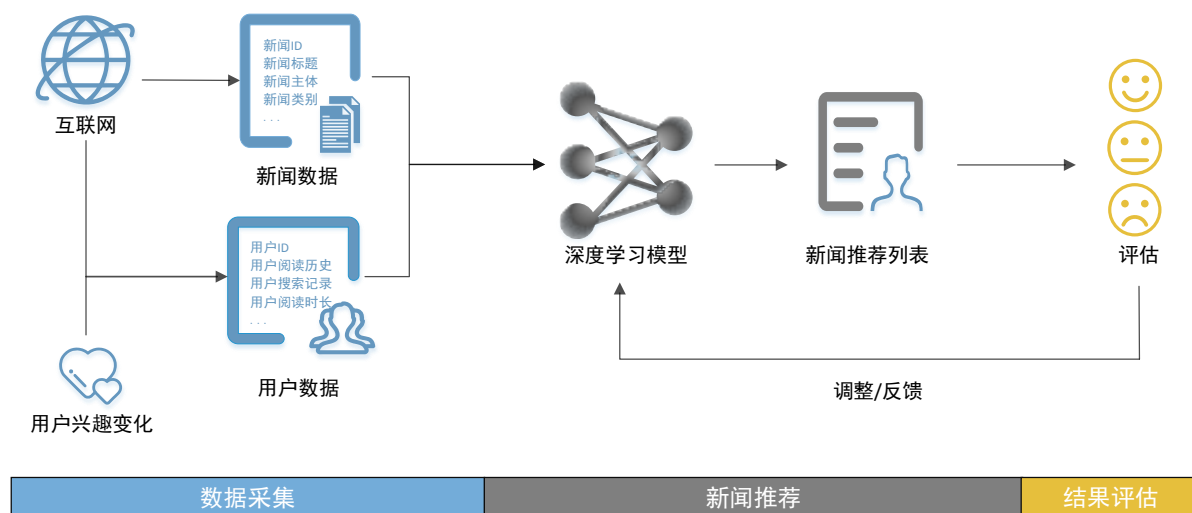 新闻ID
新闻标题
新闻主体
新闻类别
...
互联网
新闻数据
用户ID
用户阅读历史
用户搜索记录
用户阅读时长
...
用户数据
用户兴趣变化
深度学习模型
新闻推荐列表
评估
调整/反馈
数据采集
新闻推荐
结果评估